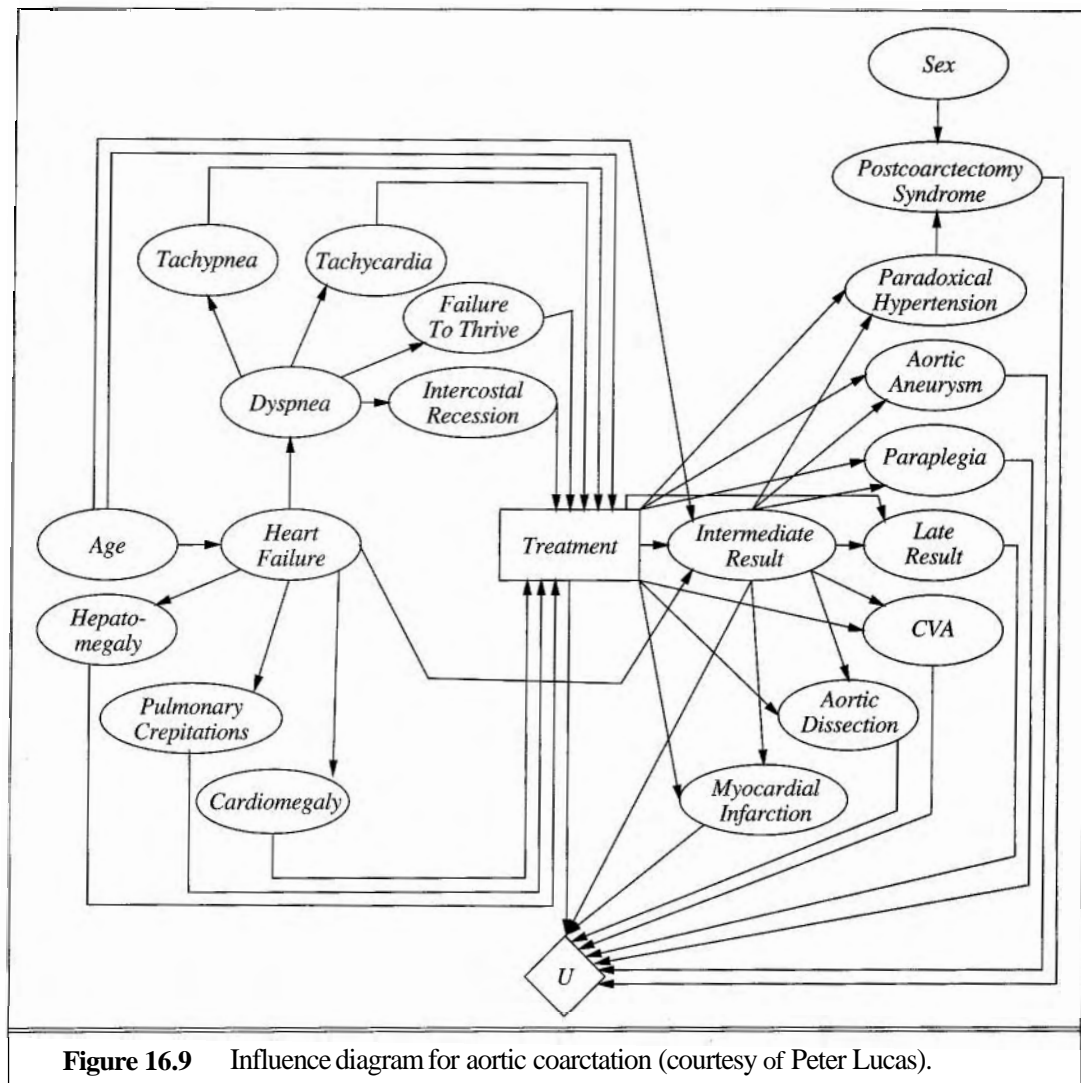 Sex
Postcoarctectomy
Syndrome
Tachypnea
Tachycardia
Paradoxical
Hypertension
Failure
To Thrive
Aortic
Aneurysm
Dyspnea
Intercostal
Recession
Paraplegia
Age
Heart
Failure
Treatment
Intermediate
Result
Late
Result
Hepato-
megaly
CVA
Pulmonary
Crepitations
Aortic
Dissection
Cardiomegaly
Myocardial
Infarction
U
Figure 16.9 Influence diagram for aortic coarctation (courtesy of Peter Lucas).